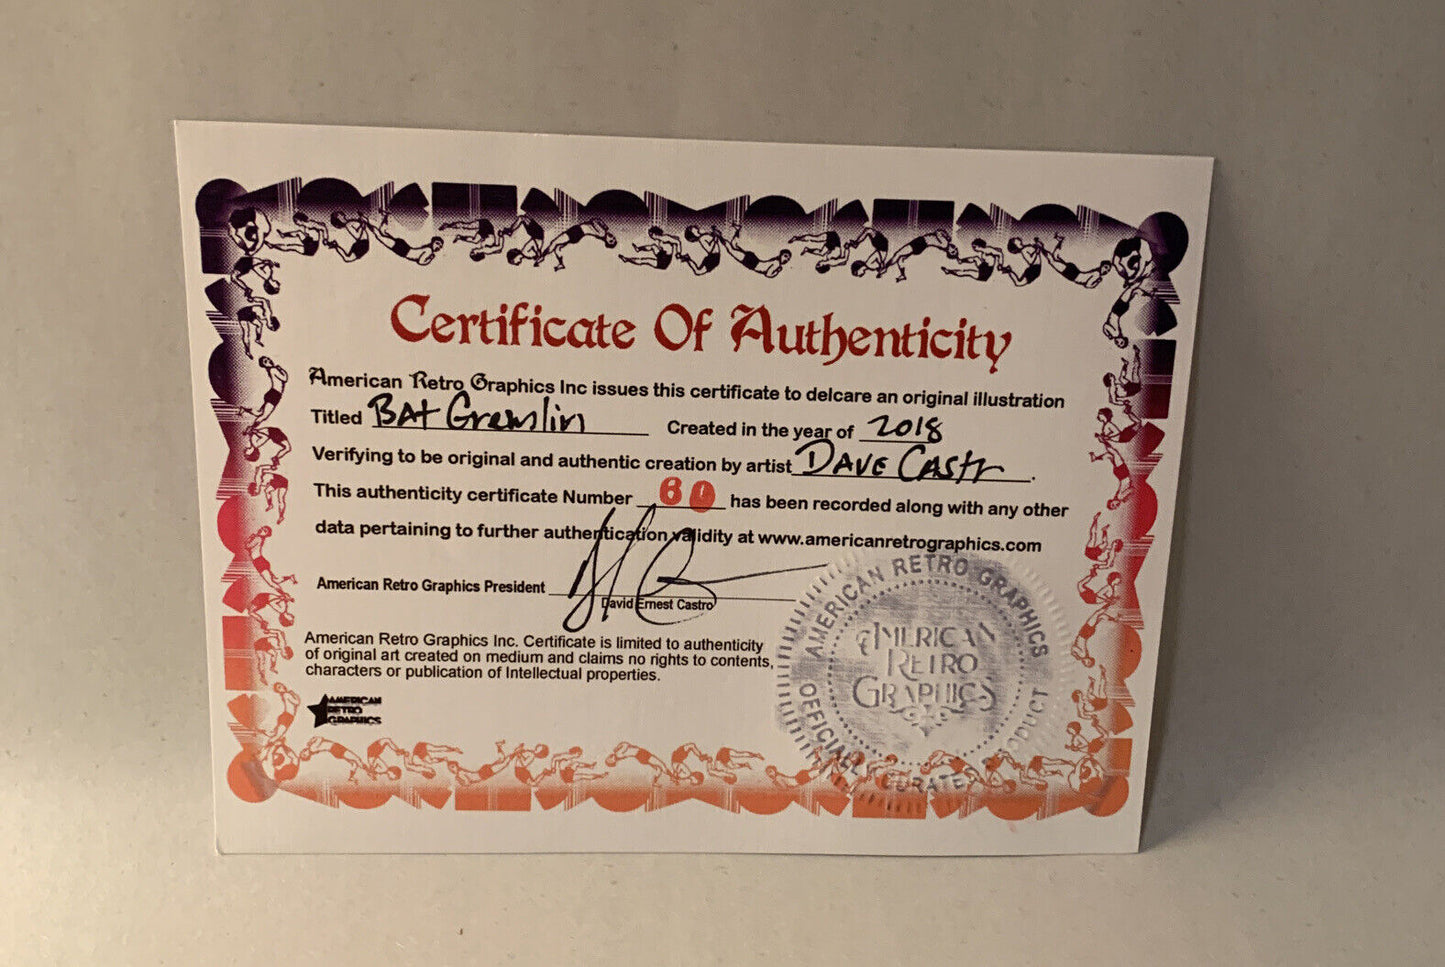 Certificate Of Authenticity
American Retro Graphics Inc issues this certificate to delcare an original illustration
Titled Bat Gremlin Created in the year of 2018
Verifying to be original and authentic creation by artist Dave Castr.
This authenticity certificate Number 60 has been recorded along with any other
data pertaining to further authentication validity at www.americanretrographics.com
American Retro Graphics President
David Ernest Castro
American Retro Graphics Inc. Certificate is limited to authenticity
of original art created on medium and claims no rights to contents,
characters or publication of Intellectual properties.
AMERICAN
RETRO
GRAPHICS
AMERICAN RETRO GRAPHICS
AMERICAN
RETRO
GRAPHICS
OFFICIALLY CURATED PRODUCT